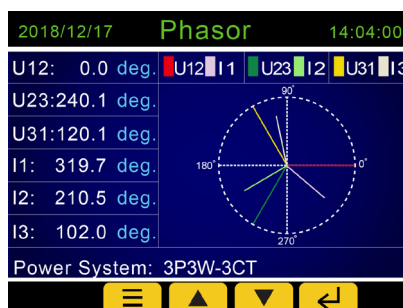 2018/12/17 Phasor 14:04:00
U12: 0.0 deg. U12 I1 U23 I2 U31 I3
U23:240.1 deg.
U31:120.1 deg.
I1: 319.7 deg.
I2: 210.5 deg.
I3: 102.0 deg.
90°
180° 0°
270°
Power System: 3P3W-3CT